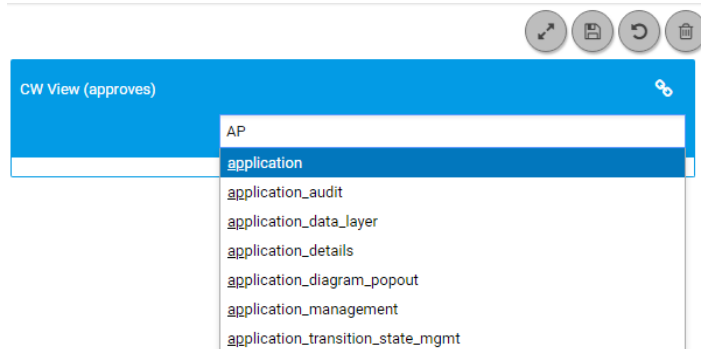 CW View (approves)
AP
application
application_audit
application_data_layer
application_details
application_diagram_popout
application_management
application_transition_state_mgmt